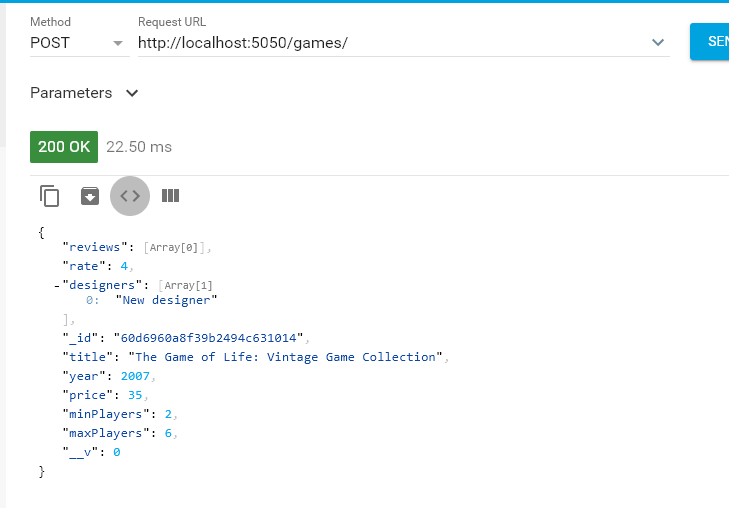 Method
Request URL
POST
http://localhost:5050/games/
SEN
Parameters
200 OK
22.50 ms
{
"reviews": [Array[0]],
"rate": 4,
-"designers": [Array[1]
0: "New designer"
],
"_id": "60d6960a8f39b2494c631014",
"title": "The Game of Life: Vintage Game Collection",
"year": 2007,
"price": 35,
"minPlayers": 2,
"maxPlayers": 6,
"__v": 0
}